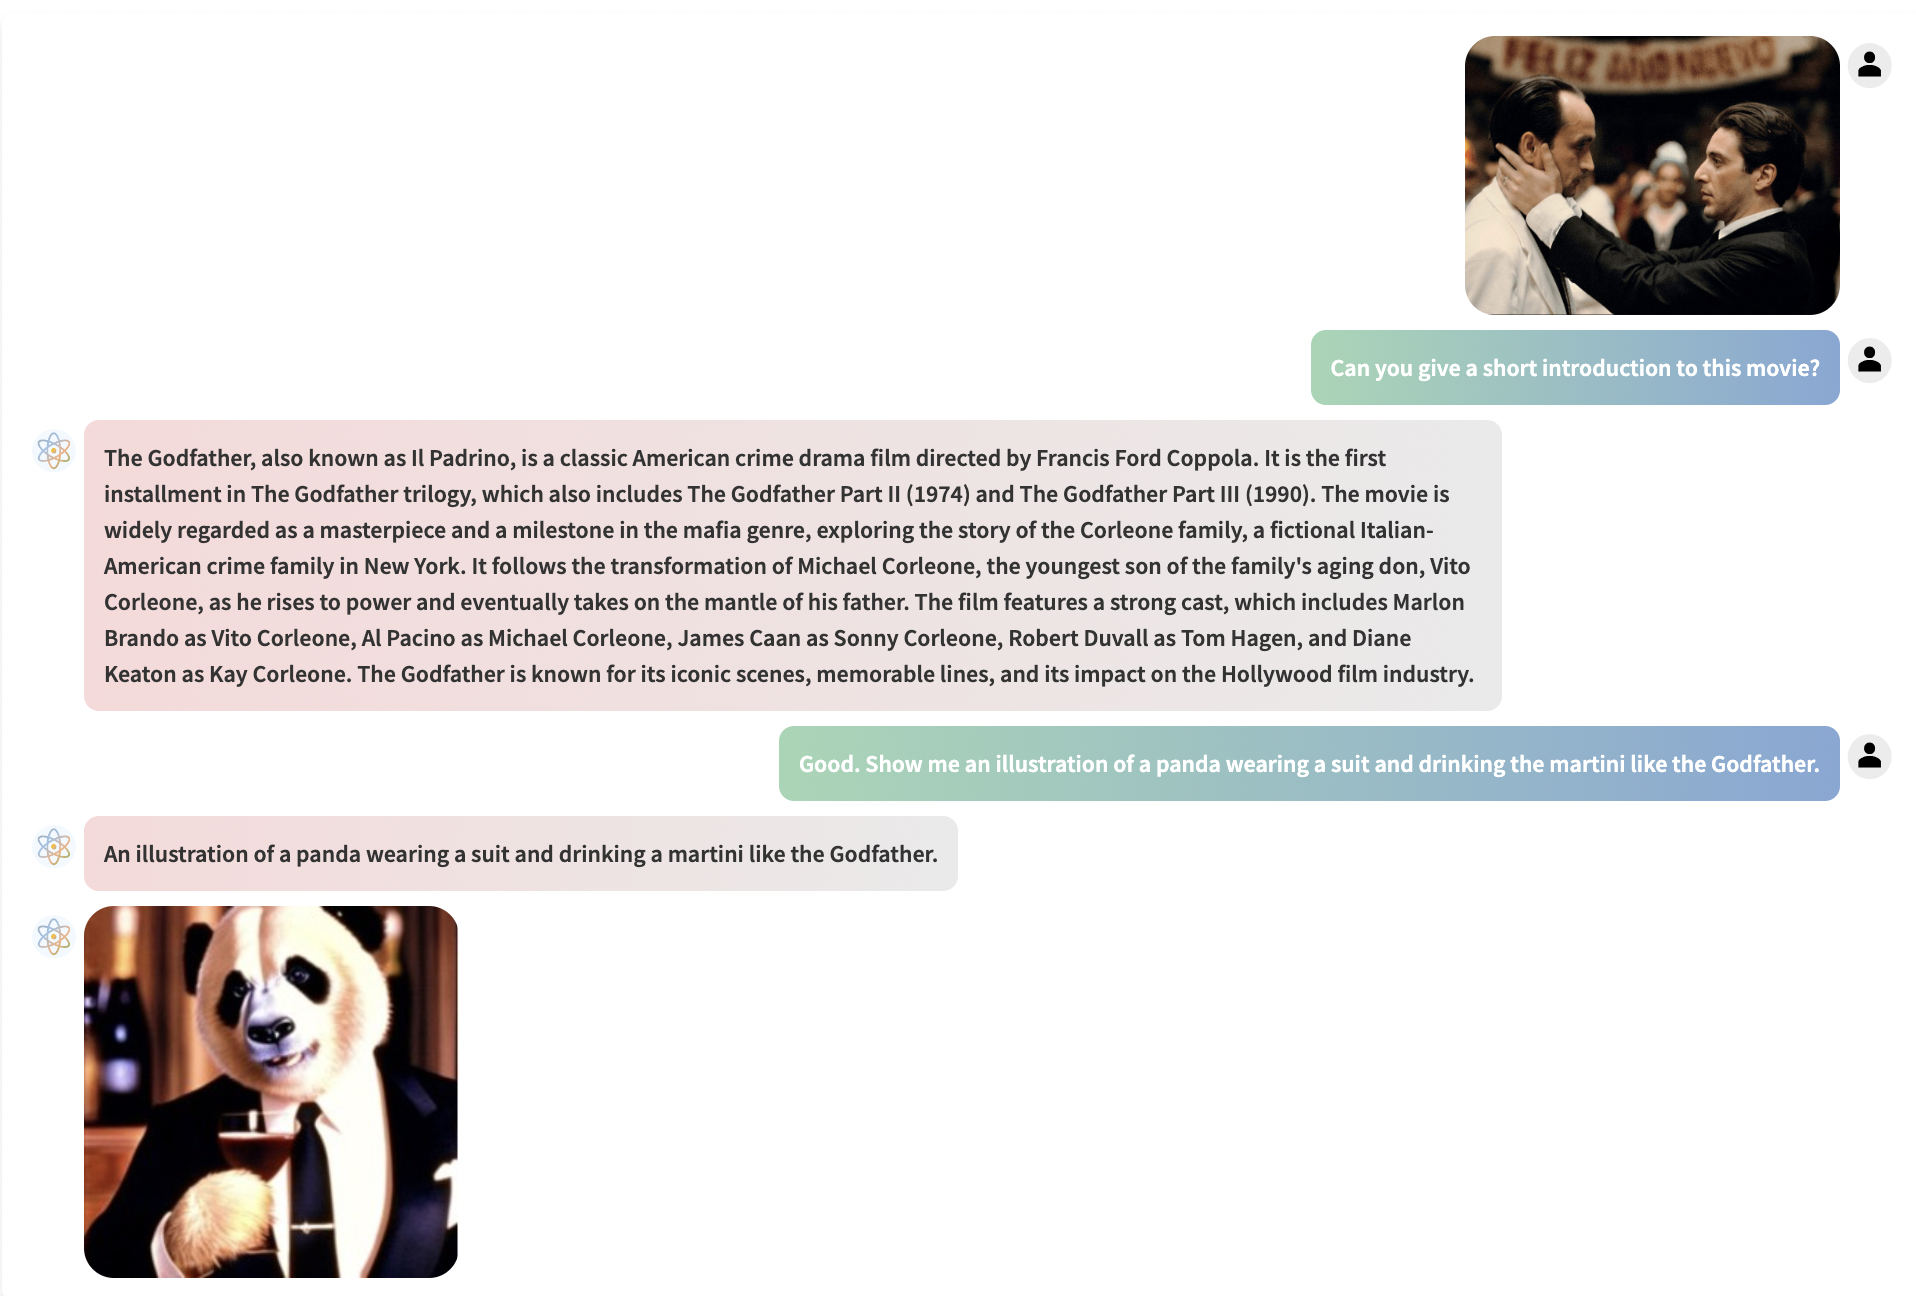 FELIZ AÑO NUEVO
Can you give a short introduction to this movie?
The Godfather, also known as Il Padrino, is a classic American crime drama film directed by Francis Ford Coppola. It is the first
installment in The Godfather trilogy, which also includes The Godfather Part II (1974) and The Godfather Part III (1990). The movie is
widely regarded as a masterpiece and a milestone in the mafia genre, exploring the story of the Corleone family, a fictional Italian-
American crime family in New York. It follows the transformation of Michael Corleone, the youngest son of the family's aging don, Vito
Corleone, as he rises to power and eventually takes on the mantle of his father. The film features a strong cast, which includes Marlon
Brando as Vito Corleone, Al Pacino as Michael Corleone, James Caan as Sonny Corleone, Robert Duvall as Tom Hagen, and Diane
Keaton as Kay Corleone. The Godfather is known for its iconic scenes, memorable lines, and its impact on the Hollywood film industry.
Good. Show me an illustration of a panda wearing a suit and drinking the martini like the Godfather.
An illustration of a panda wearing a suit and drinking a martini like the Godfather.